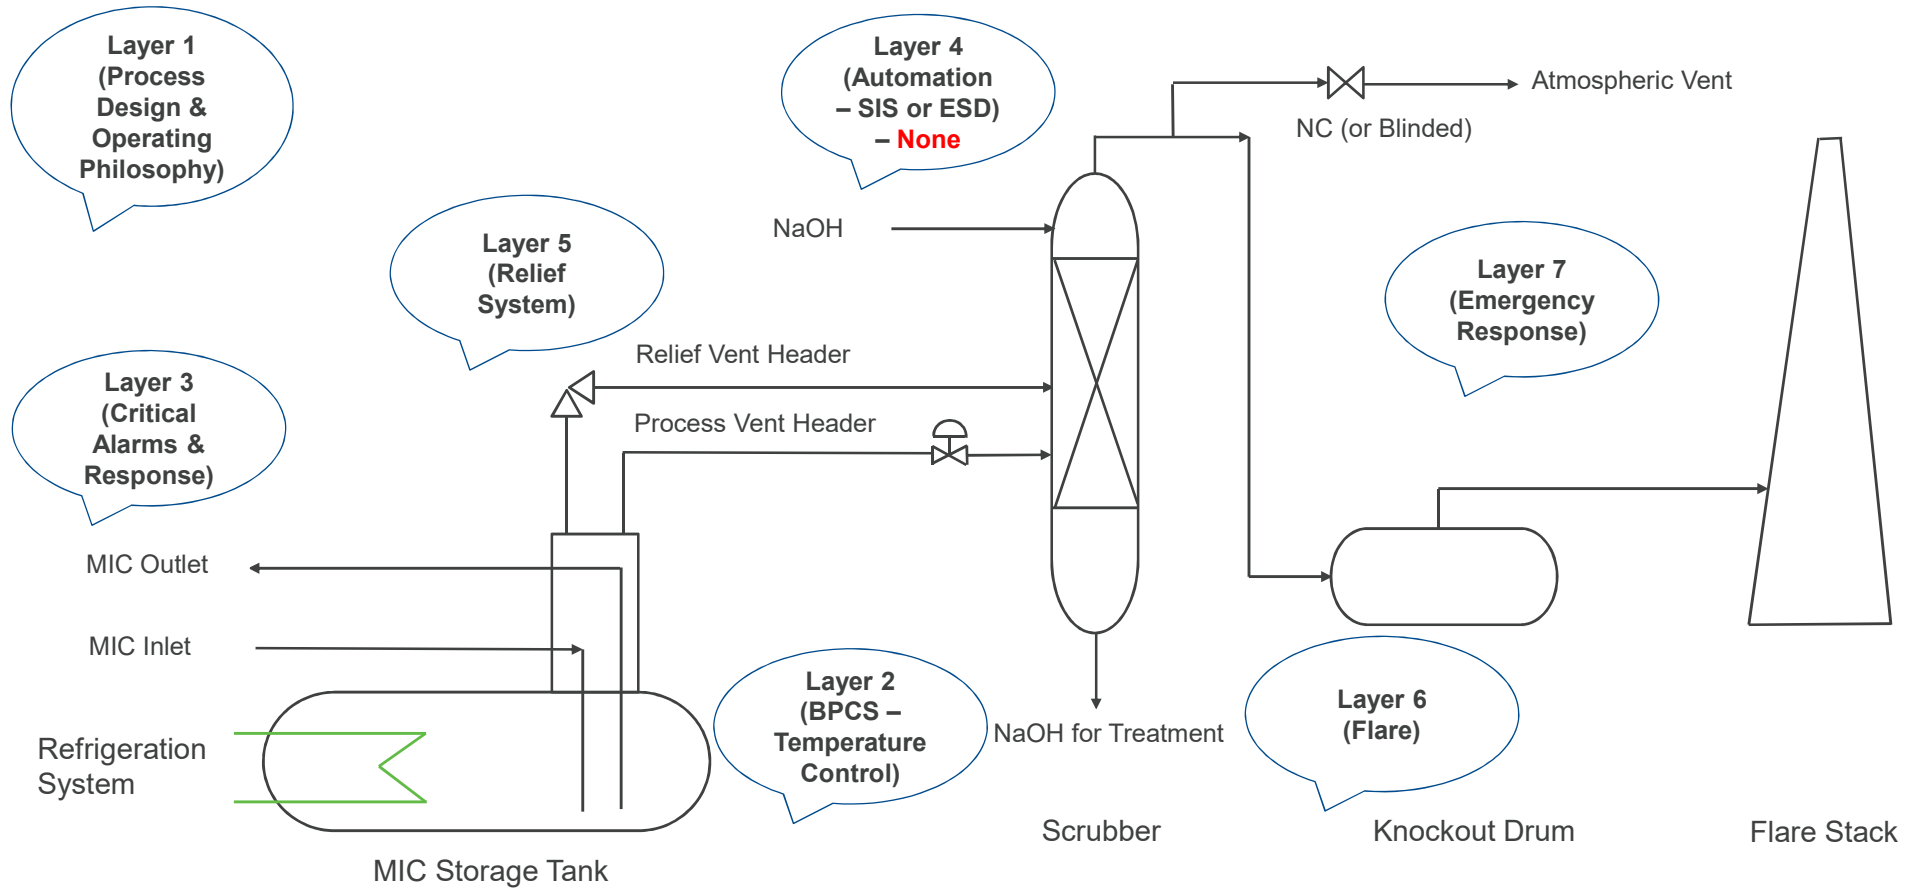 Layer 1
(Process
Design &
Operating
Philosophy)
Layer 4
(Automation
– SIS or ESD)
– None
Atmospheric Vent
NC (or Blinded)
Layer 5
(Relief
System)
NaOH
Layer 7
(Emergency
Response)
Relief Vent Header
Layer 3
(Critical
Alarms &
Response)
Process Vent Header
MIC Outlet
MIC Inlet
Layer 2
(BPCS –
Temperature
Control)
Layer 6
(Flare)
NaOH for Treatment
Refrigeration
System
Scrubber
Knockout Drum
Flare Stack
MIC Storage Tank